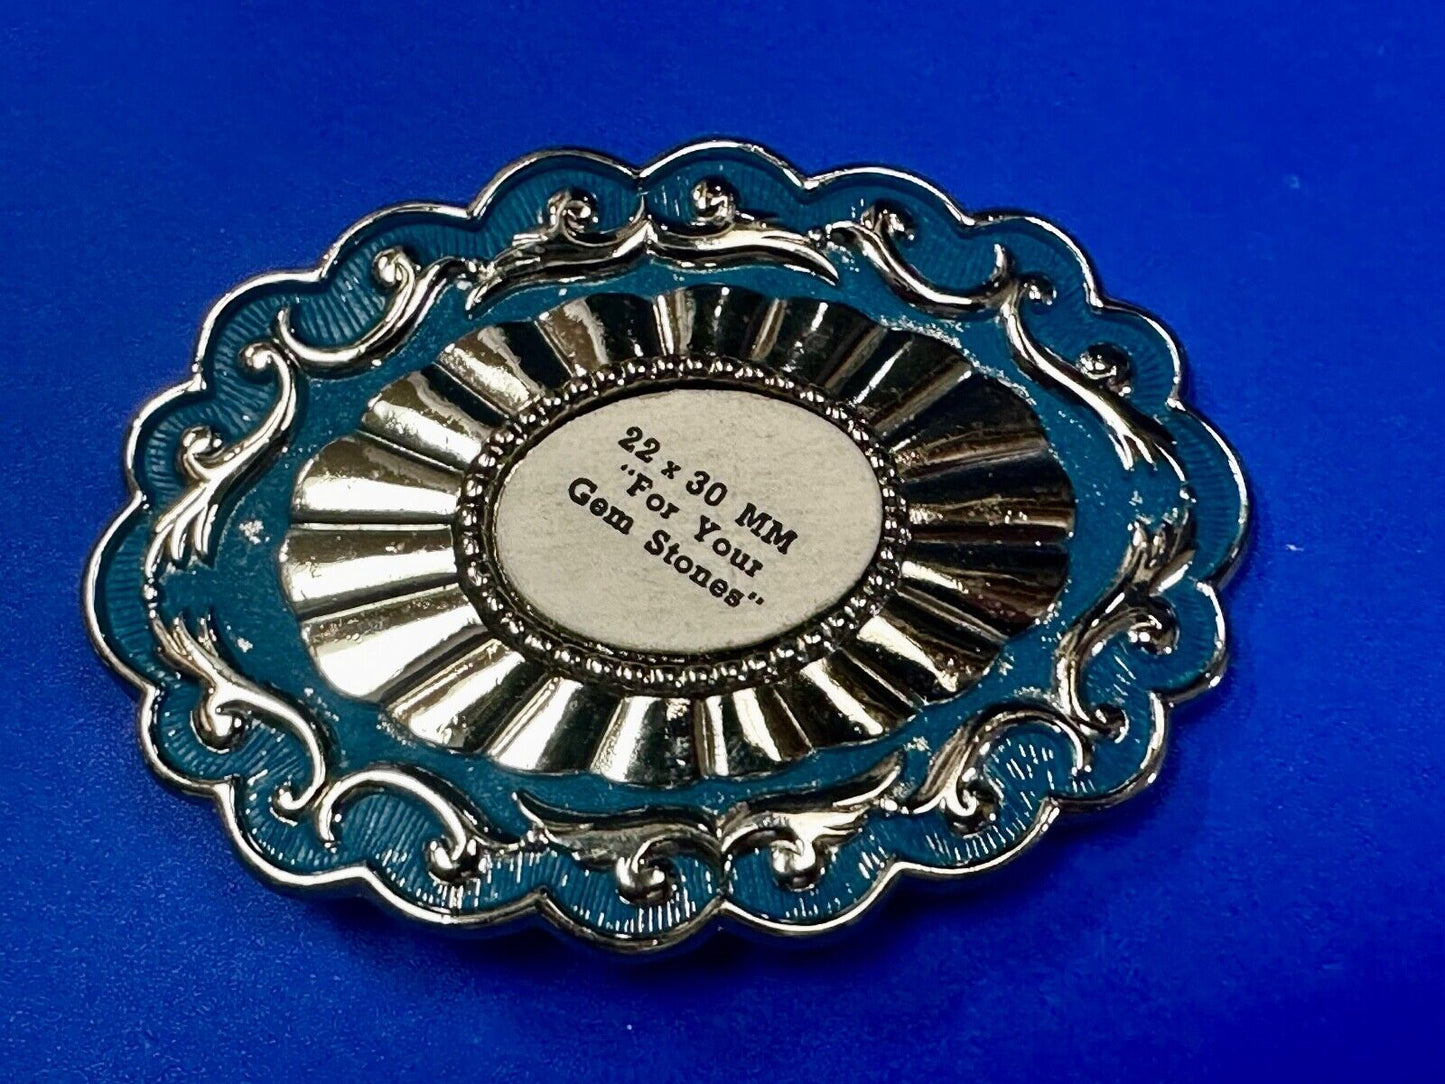 22 x 30 MM
“For Your
Gem Stones”